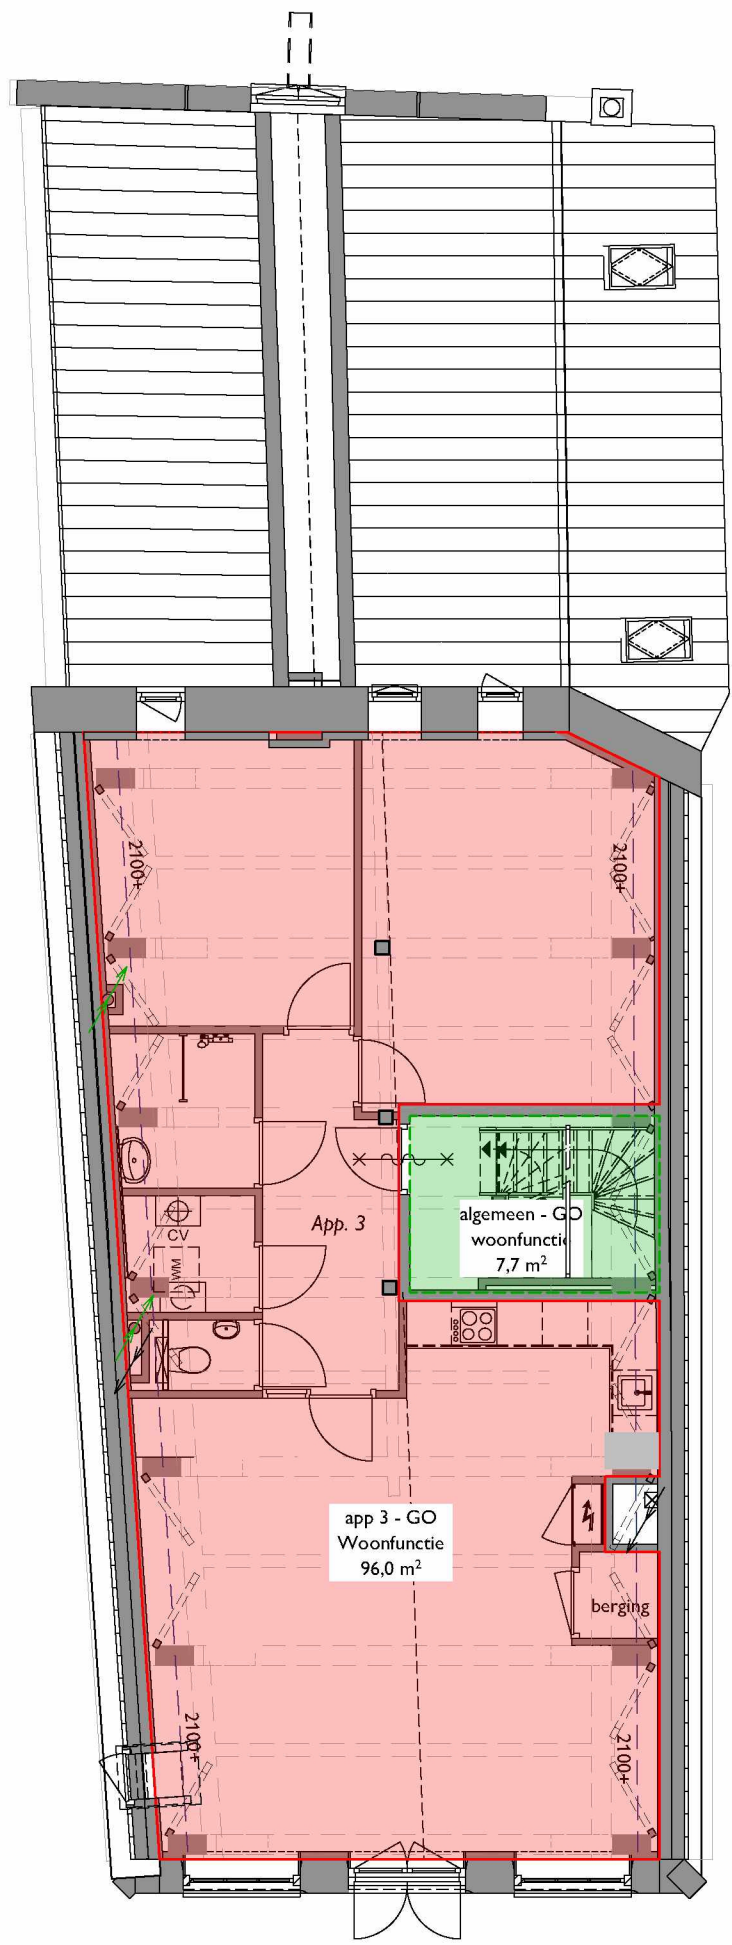 2100+
2100+
App. 3
CV
WM
algemeen - GO
woonfunctie
7,7 m²
app 3 - GO
Woonfunctie
96,0 m²
berging
2100+
2100+